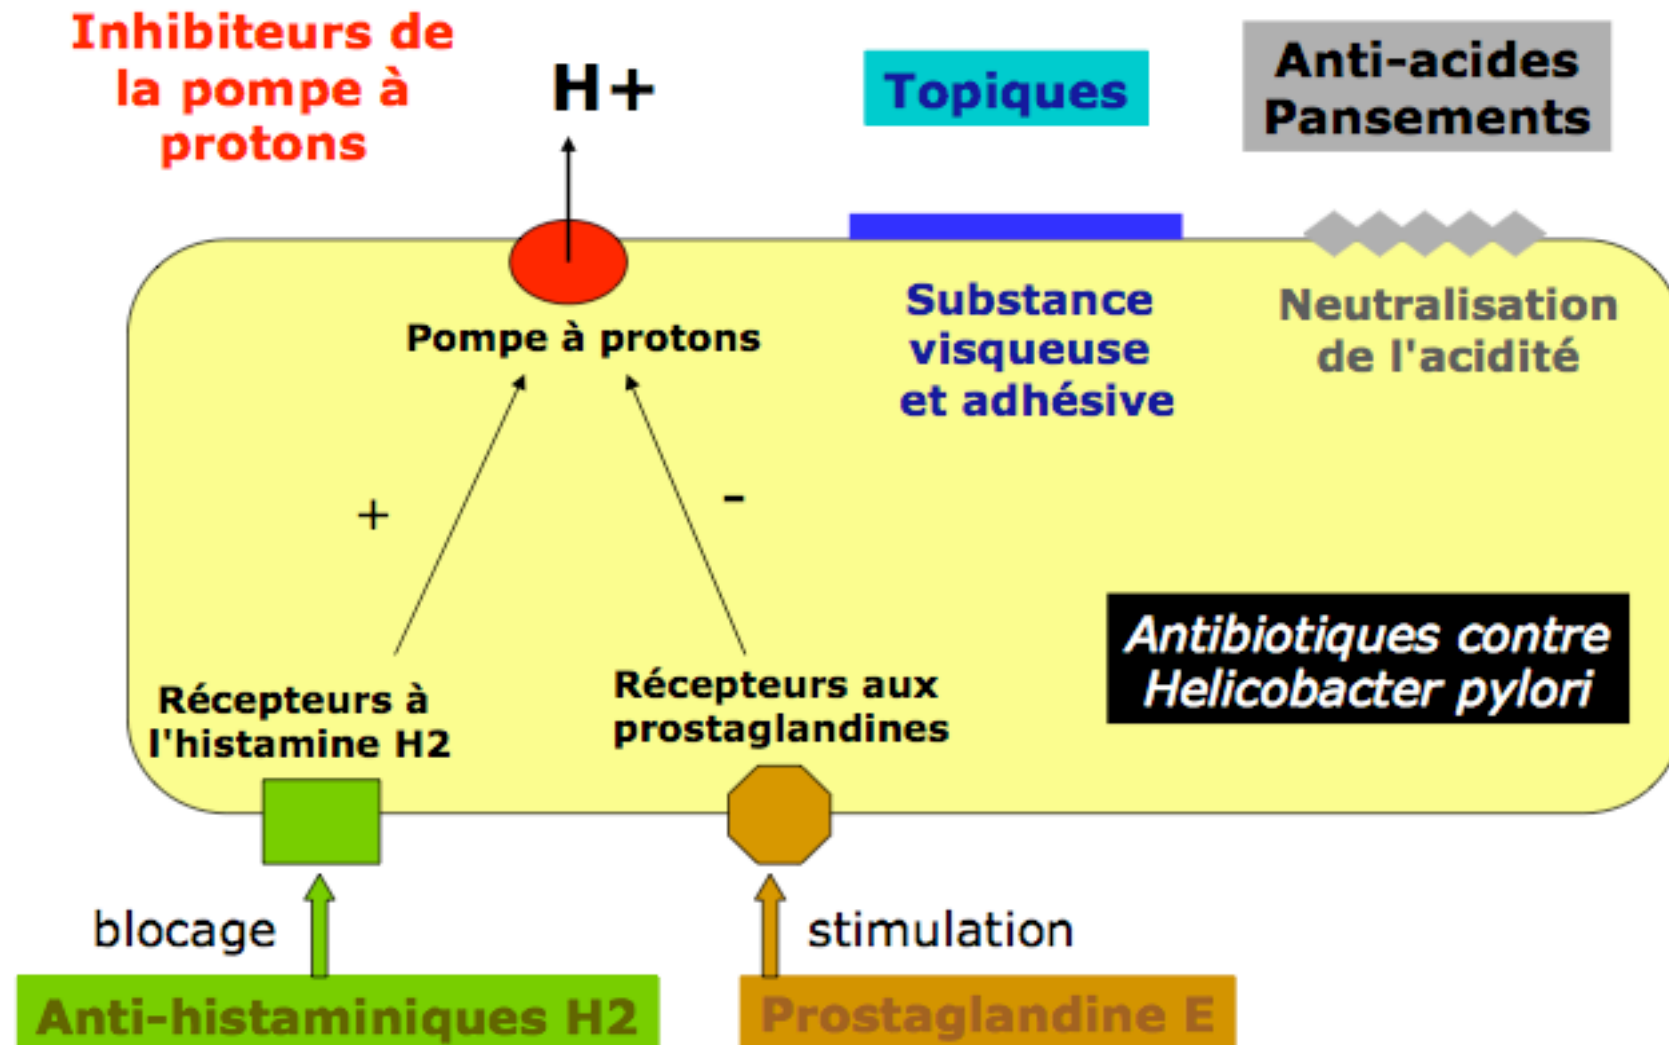 Inhibiteurs de
la pompe à
protons
H+
Topiques
Anti-acides
Pansements
Pompe à protons
Substance
visqueuse
et adhésive
Neutralisation
de l'acidité
+
-
Antibiotiques contre
Helicobacter pylori
Récepteurs à
l'histamine H2
Récepteurs aux
prostaglandines
blocage
stimulation
Anti-histaminiques H2
Prostaglandine E